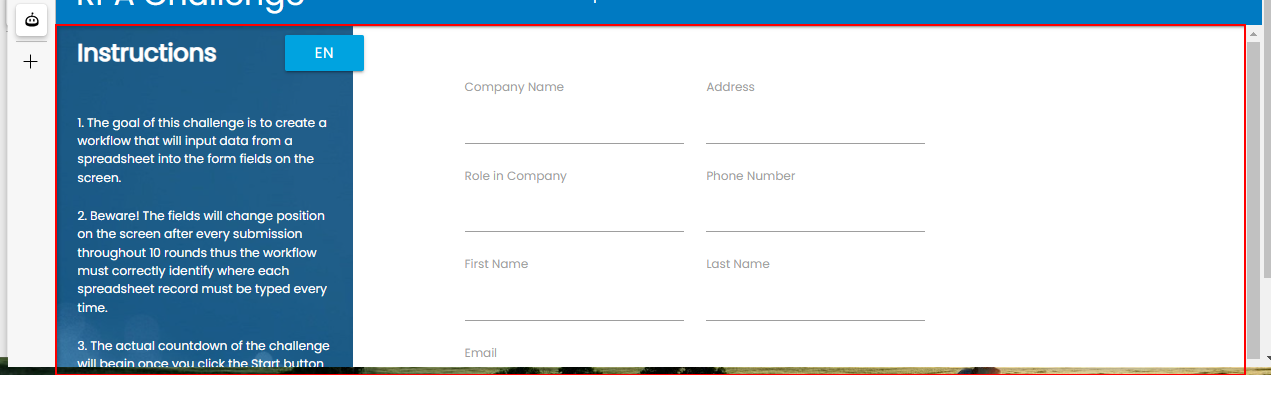 RPA Challenge
Instructions
EN
1. The goal of this challenge is to create a
workflow that will input data from a
spreadsheet into the form fields on the
screen.
2. Beware! The fields will change position
on the screen after every submission
throughout 10 rounds thus the workflow
must correctly identify where each
spreadsheet record must be typed every
time.
3. The actual countdown of the challenge
will begin once you click the Start button
Company Name
Address
Role in Company
Phone Number
First Name
Last Name
Email